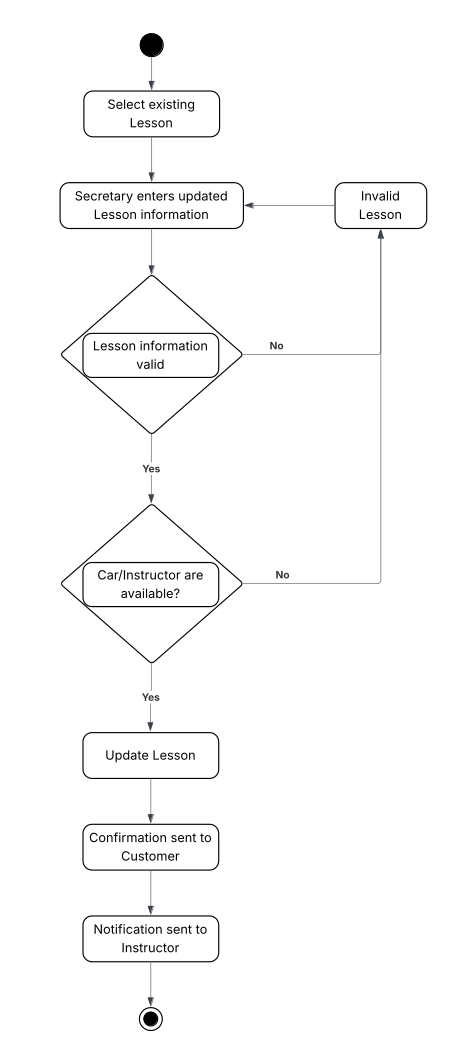 Select existing
Lesson
Secretary enters updated
Lesson information
Invalid
Lesson
Lesson information
valid
No
Yes
Car/Instructor are
available?
No
Yes
Update Lesson
Confirmation sent to
Customer
Notification sent to
Instructor